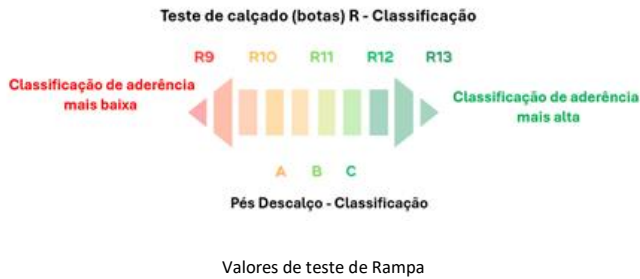 Teste de calçado (botas) R - Classificação
R9 R10 R11 R12 R13
Classificação de aderência
mais baixa
Classificação de aderência
mais alta
A B C
Pés Descalço - Classificação
Valores de teste de Rampa